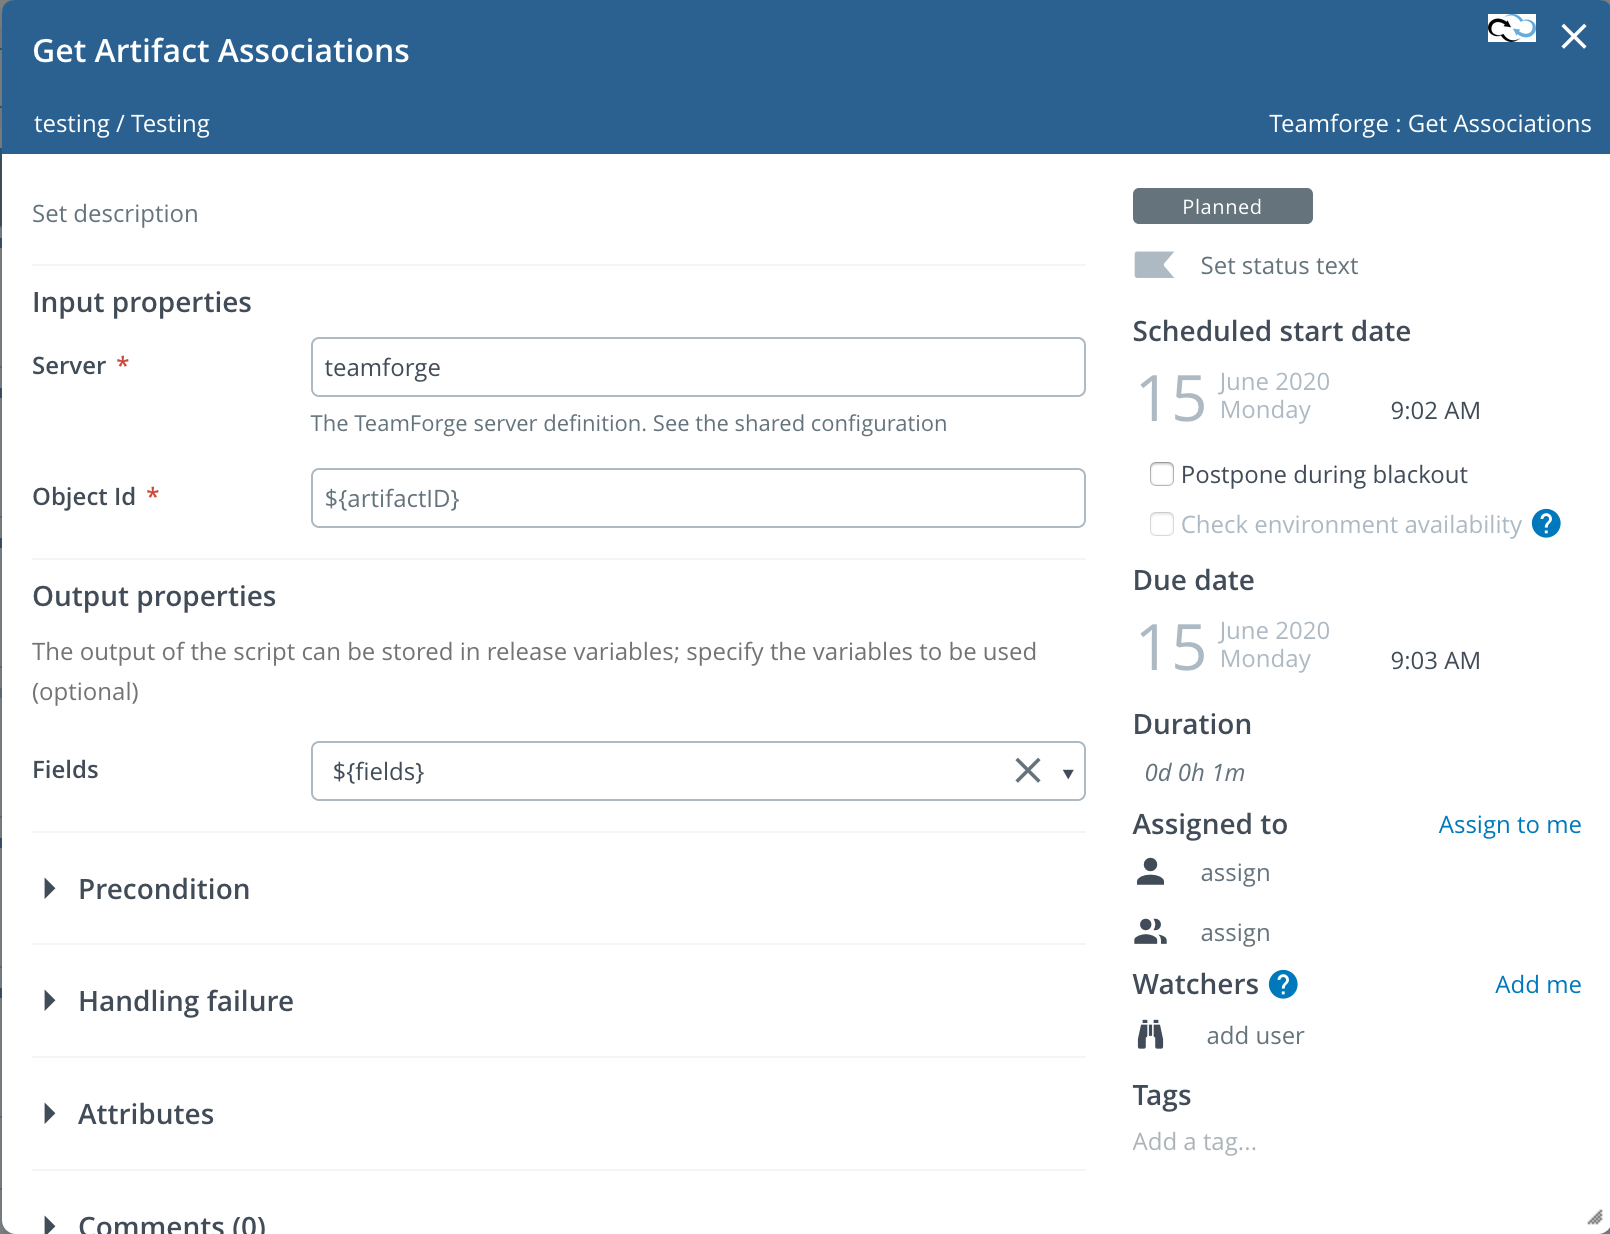 Get Artifact Associations
testing / Testing
Teamforge : Get Associations
Set description
Input properties
Server *
teamforge
The TeamForge server definition. See the shared configuration
Object Id *
${artifactID}
Output properties
The output of the script can be stored in release variables; specify the variables to be used
(optional)
Fields
${fields}
Precondition
Handling failure
Attributes
Comments (0)
Planned
Set status text
Scheduled start date
15
June 2020
Monday
9:02 AM
Postpone during blackout
Check environment availability ?
Due date
15
June 2020
Monday
9:03 AM
Duration
0d 0h 1m
Assigned to
Assign to me
assign
assign
Watchers ?
Add me
add user
Tags
Add a tag...